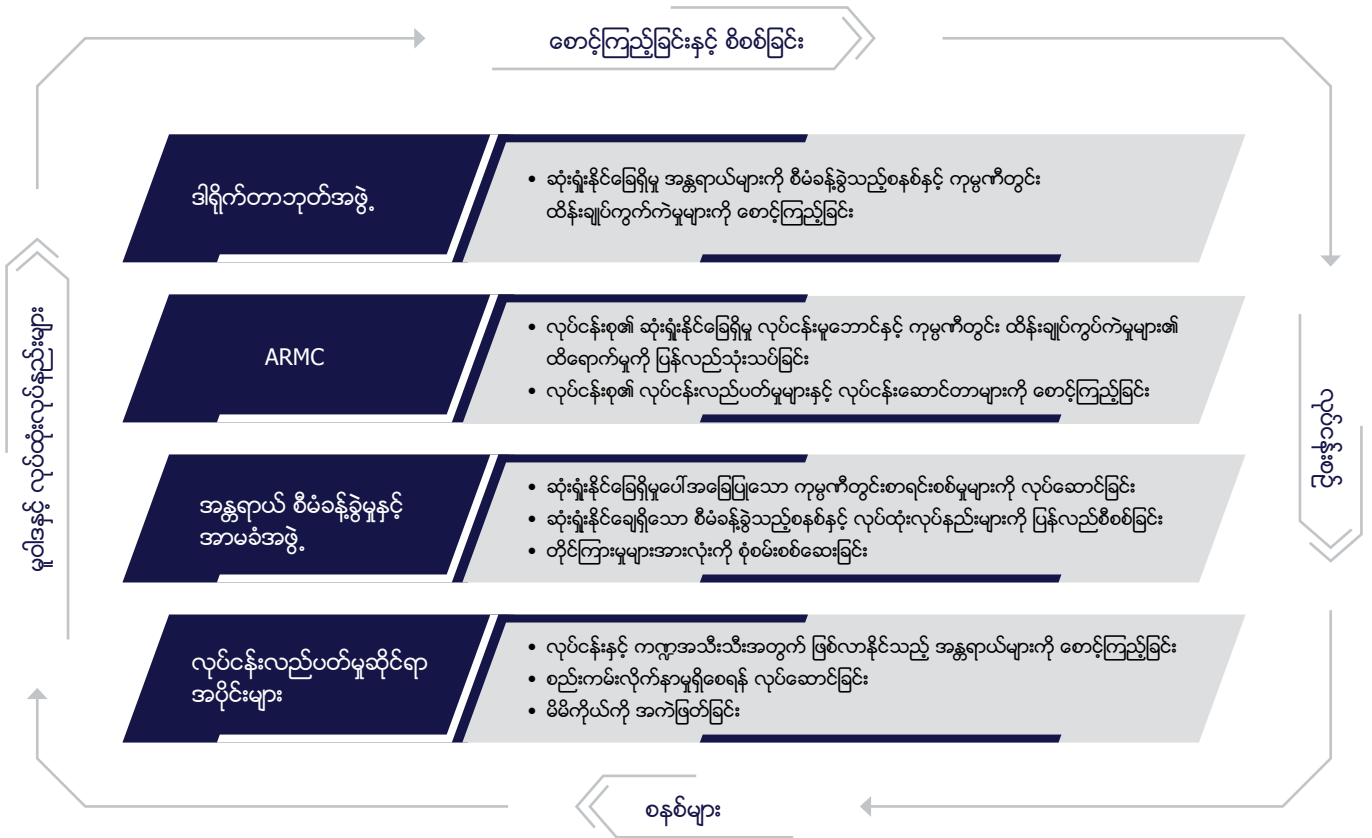 စောင့်ကြည့်ခြင်းနှင့် စိစစ်ခြင်း
ဒါရိုက်တာဘုတ်အဖွဲ့
• ဆုံးရှုံးနိုင်ခြေရှိမှု အန္တရာယ်များကို စီမံခန့်ခွဲသည့်စနစ်နှင့် ကုမ္ပဏီတွင်း
ထိန်းချုပ်ကွက်ကဲမှုများကို စောင့်ကြည့်ခြင်း
ARMC
• လုပ်ငန်းစု၏ ဆုံးရှုံးနိုင်ခြေရှိမှု လုပ်ငန်းမူဘောင်နှင့် ကုမ္ပဏီတွင်း ထိန်းချုပ်ကွပ်ကဲမှုများ၏
ထိရောက်မှုကို ပြန်လည်သုံးသပ်ခြင်း
• လုပ်ငန်းစု၏ လုပ်ငန်းလည်ပတ်မှုများနှင့် လုပ်ငန်းဆောင်တာများကို စောင့်ကြည့်ခြင်း
အန္တရာယ် စီမံခန့်ခွဲမှုနှင့်
အာမခံအဖွဲ့
• ဆုံးရှုံးနိုင်ခြေရှိမှုပေါ်အခြေပြုသော ကုမ္ပဏီတွင်းစာရင်းစစ်မှုများကို လုပ်ဆောင်ခြင်း
• ဆုံးရှုံးနိုင်ချေရှိသော စီမံခန့်ခွဲသည့်စနစ်နှင့် လုပ်ထုံးလုပ်နည်းများကို ပြန်လည်စီစစ်ခြင်း
• တိုင်ကြားမှုများအားလုံးကို စုံစမ်းစစ်ဆေးခြင်း
လုပ်ငန်းလည်ပတ်မှုဆိုင်ရာ
အပိုင်းများ
• လုပ်ငန်းနှင့် ကဏ္ဍအသီးသီးအတွက် ဖြစ်လာနိုင်သည့် အန္တရာယ်များကို စောင့်ကြည့်ခြင်း
• စည်းကမ်းလိုက်နာမှုရှိစေရန် လုပ်ဆောင်ခြင်း
• မိမိကိုယ်ကို အကဲဖြတ်ခြင်း
မူဝါဒနှင့် လုပ်ထုံးလုပ်နည်းများ
လုပ်ငန်းစဉ်
စနစ်များ